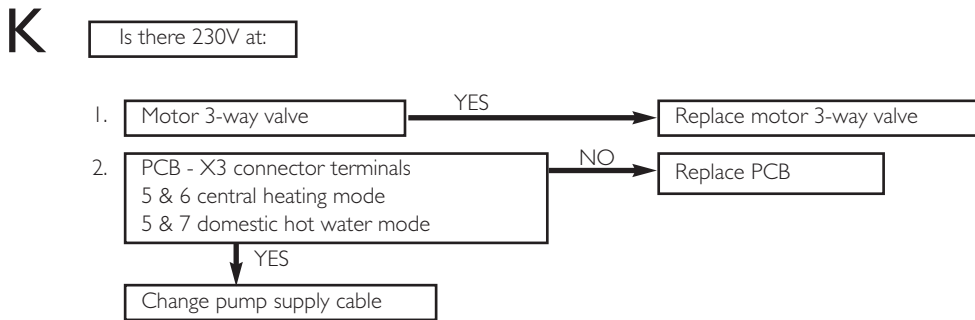 K
Is there 230V at:
1. Motor 3-way valve
YES
Replace motor 3-way valve
2. PCB - X3 connector terminals
5 & 6 central heating mode
5 & 7 domestic hot water mode
NO
Replace PCB
YES
Change pump supply cable